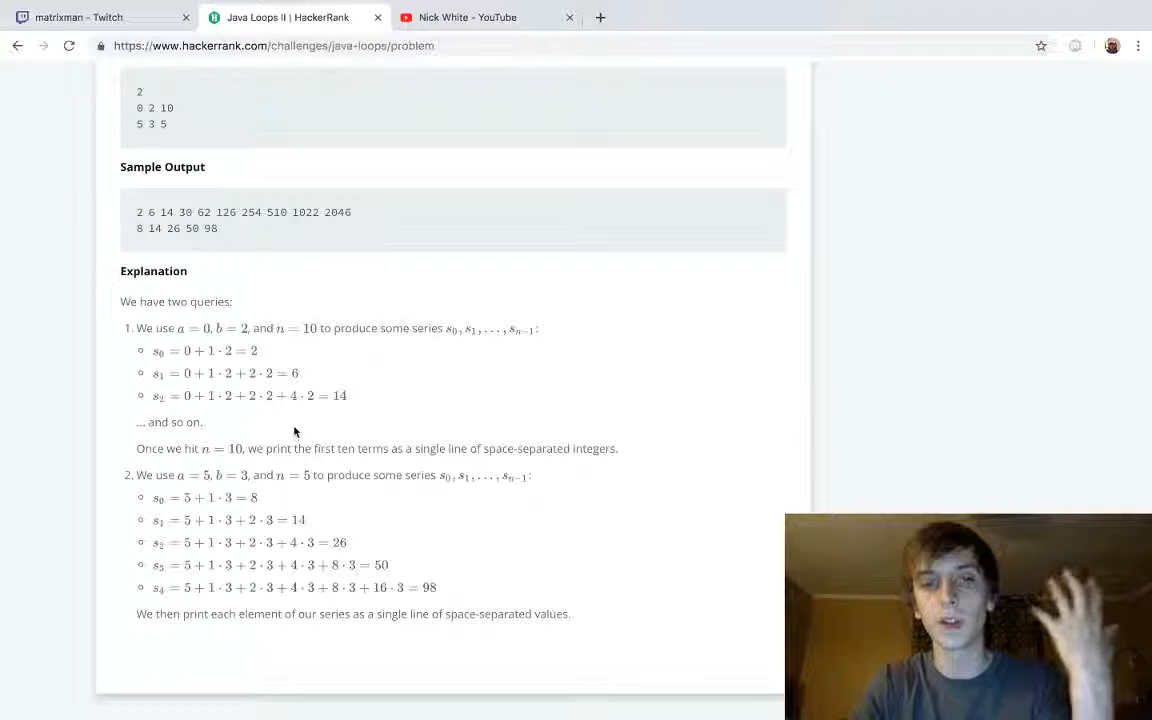 matrixman - Twitch
Java Loops II | HackerRank
Nick White - YouTube
https://www.hackerrank.com/challenges/java-loops/problem
2
0 2 10
5 3 5
Sample Output
2 6 14 30 62 126 254 510 1022 2046
8 14 26 50 98
Explanation
We have two queries:
1. We use a = 0, b = 2, and n = 10 to produce some series s₀, s₁, . . . , sₙ₋₁:
s₀ = 0 + 1 · 2 = 2
s₁ = 0 + 1 · 2 + 2 · 2 = 6
s₂ = 0 + 1 · 2 + 2 · 2 + 4 · 2 = 14
... and so on.
Once we hit n = 10, we print the first ten terms as a single line of space-separated integers.
2. We use a = 5, b = 3, and n = 5 to produce some series s₀, s₁, . . . , sₙ₋₁:
s₀ = 5 + 1 · 3 = 8
s₁ = 5 + 1 · 3 + 2 · 3 = 14
s₂ = 5 + 1 · 3 + 2 · 3 + 4 · 3 = 26
s₃ = 5 + 1 · 3 + 2 · 3 + 4 · 3 + 8 · 3 = 50
s₄ = 5 + 1 · 3 + 2 · 3 + 4 · 3 + 8 · 3 + 16 · 3 = 98
We then print each element of our series as a single line of space-separated values.